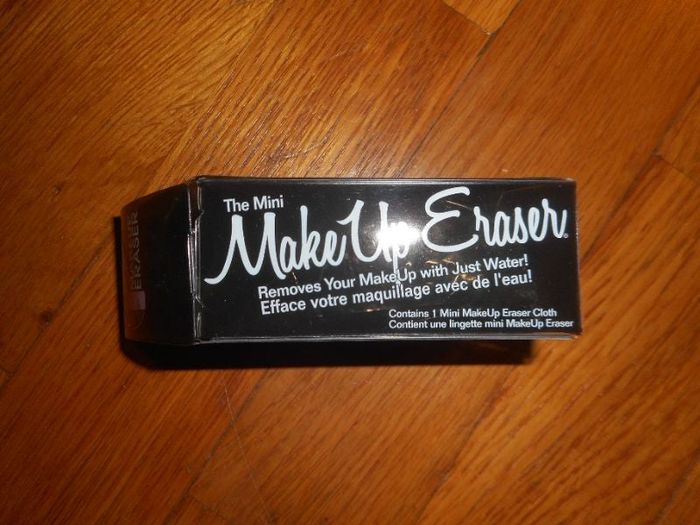 The Mini
MakeUp Eraser®
Removes Your MakeUp with Just Water!
Efface votre maquillage avec de l'eau!
Contains 1 Mini MakeUp Eraser Cloth
Contient une lingette mini MakeUp Eraser
ERASER